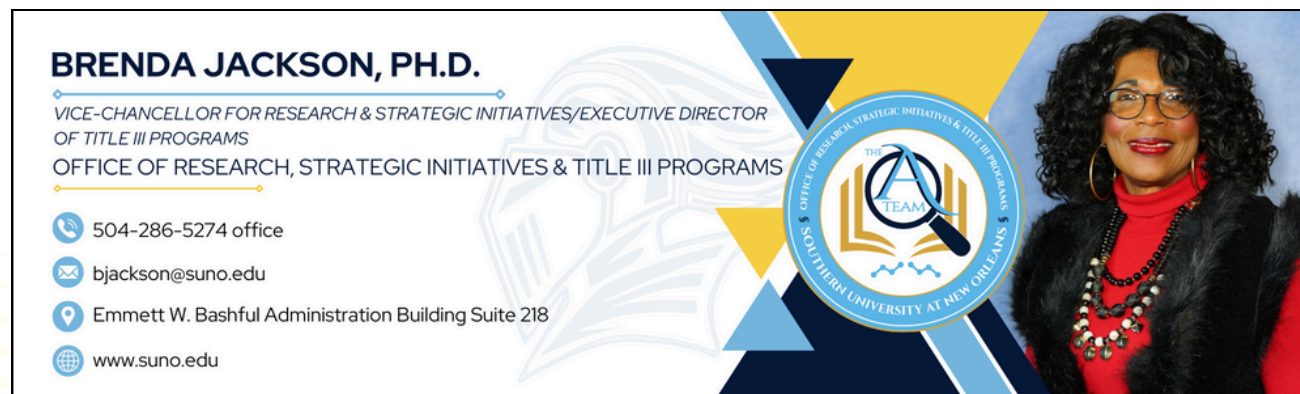 BRENDA JACKSON, PH.D.
VICE-CHANCELLOR FOR RESEARCH & STRATEGIC INITIATIVES/EXECUTIVE DIRECTOR
OF TITLE III PROGRAMS
OFFICE OF RESEARCH, STRATEGIC INITIATIVES & TITLE III PROGRAMS
504-286-5274 office
bjackson@suno.edu
Emmett W. Bashful Administration Building Suite 218
www.suno.edu
OFFICE OF RESEARCH, STRATEGIC INITIATIVES & TITLE III PROGRAMS
THE
A
TEAM
§ SOUTHERN UNIVERSITY AT NEW ORLEANS §